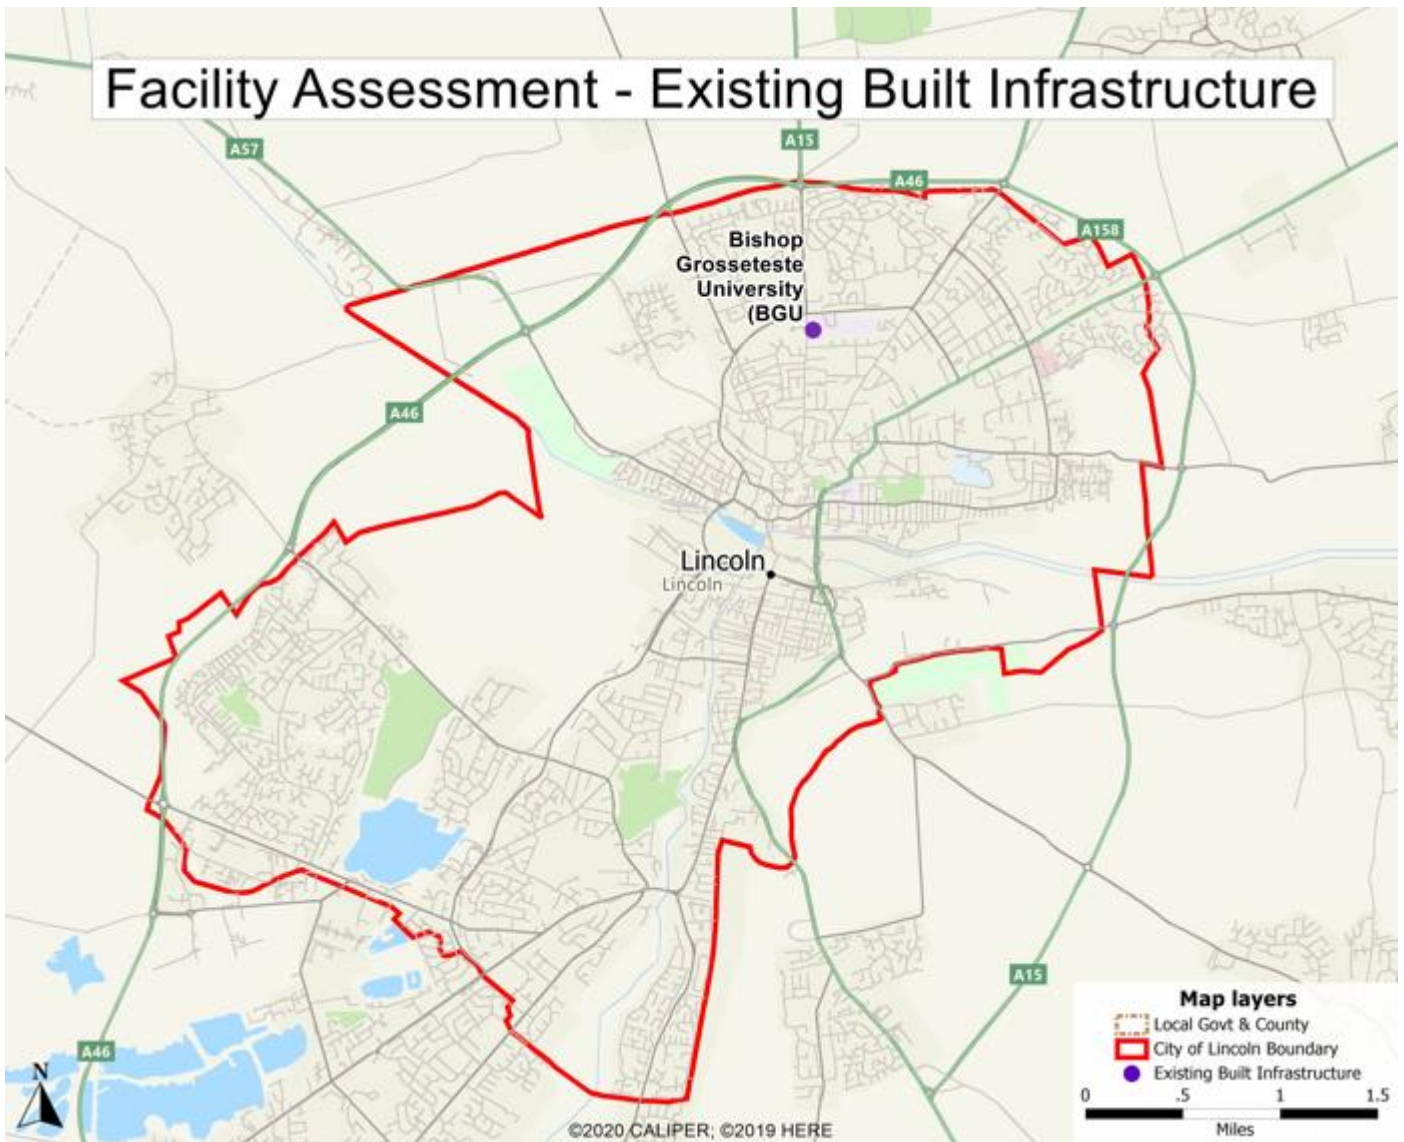 Facility Assessment - Existing Built Infrastructure
A57
A15
A46
A158
Bishop
Grosseteste
University
(BGU
A46
Lincoln
Lincoln
A15
A46
Map layers
Local Govt & County
City of Lincoln Boundary
Existing Built Infrastructure
N
0 .5 1 1.5
Miles
©2020 CALIPER; ©2019 HERE